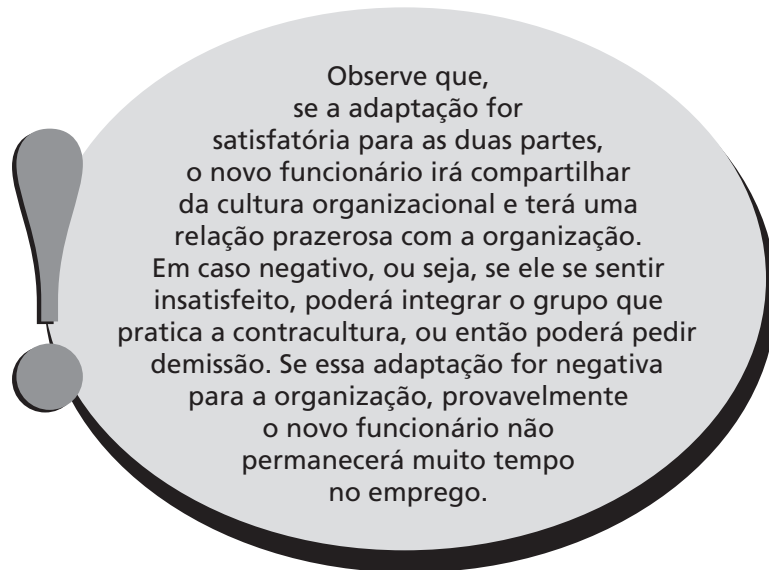 Observe que,
se a adaptação for
satisfatória para as duas partes,
o novo funcionário irá compartilhar
da cultura organizacional e terá uma
relação prazerosa com a organização.
Em caso negativo, ou seja, se ele se sentir
insatisfeito, poderá integrar o grupo que
pratica a contracultura, ou então poderá pedir
demissão. Se essa adaptação for negativa
para a organização, provavelmente
o novo funcionário não
permanecerá muito tempo
no emprego.